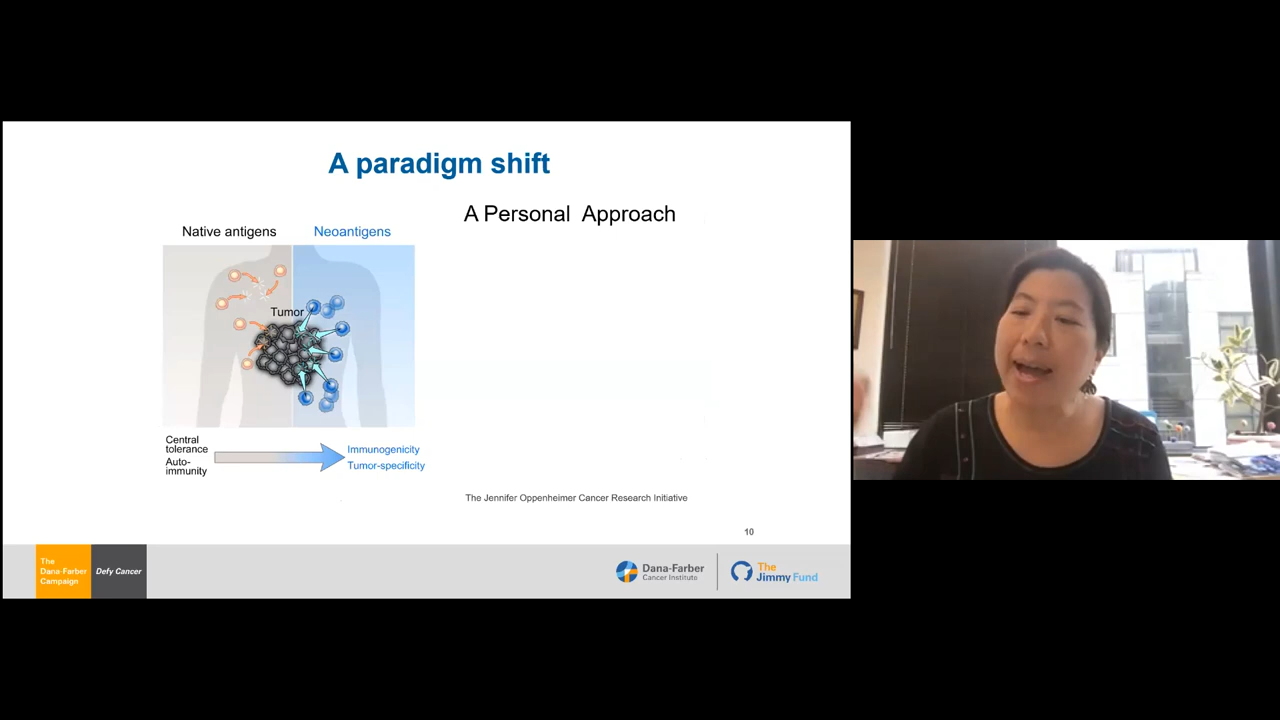 A paradigm shift
A Personal Approach
Native antigens
Neoantigens
Tumor
Central
tolerance
Auto-
immunity
Immunogenicity
Tumor-specificity
The Jennifer Oppenheimer Cancer Research Initiative
10
The
Dana-Farber
Campaign
Defy Cancer
Dana-Farber
Cancer Institute
The
Jimmy Fund